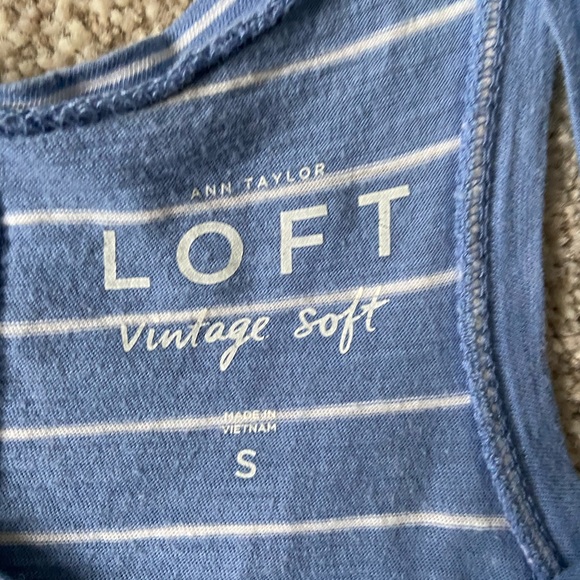 ANN TAYLOR
LOFT
vintage soft
MADE IN
VIETNAM
S